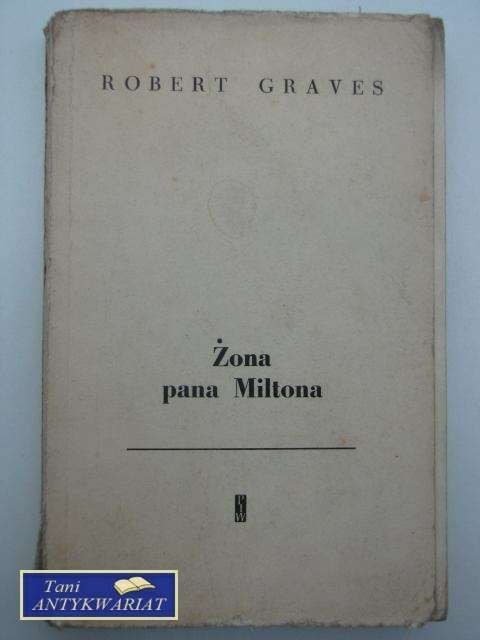 ROBERT GRAVES
Żona
pana Miltona
PIW
Tani
ANTYKWARIAT